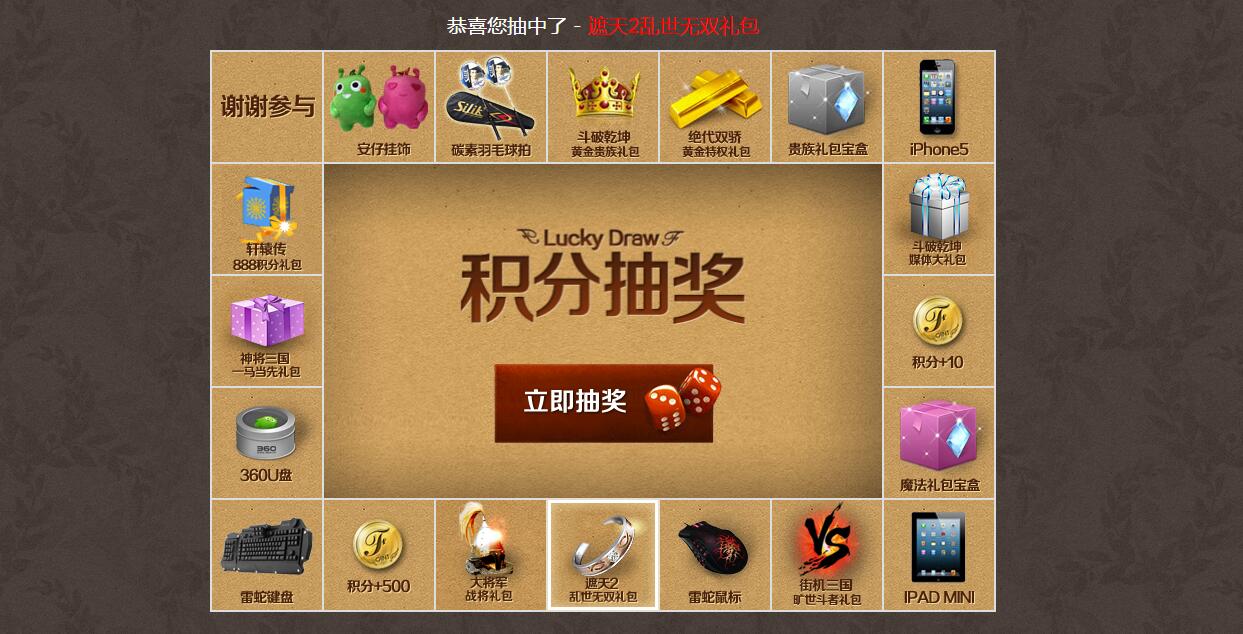 恭喜您抽中了 - 遮天2乱世无双礼包
谢谢参与
安仔挂饰
Silik
碳素羽毛球拍
斗破乾坤
黄金贵族礼包
绝代双骄
黄金特权礼包
贵族礼包宝盒
iPhone5
轩辕传
888积分礼包
Lucky Draw
积分抽奖
立即抽奖
斗破乾坤
媒体大礼包
神将三国
一马当先礼包
积分+10
360
360U盘
魔法礼包宝盒
雷蛇键盘
积分+500
大将军
战将礼包
遮天2
乱世无双礼包
雷蛇鼠标
VS
街机三国
旷世斗者礼包
IPAD MINI